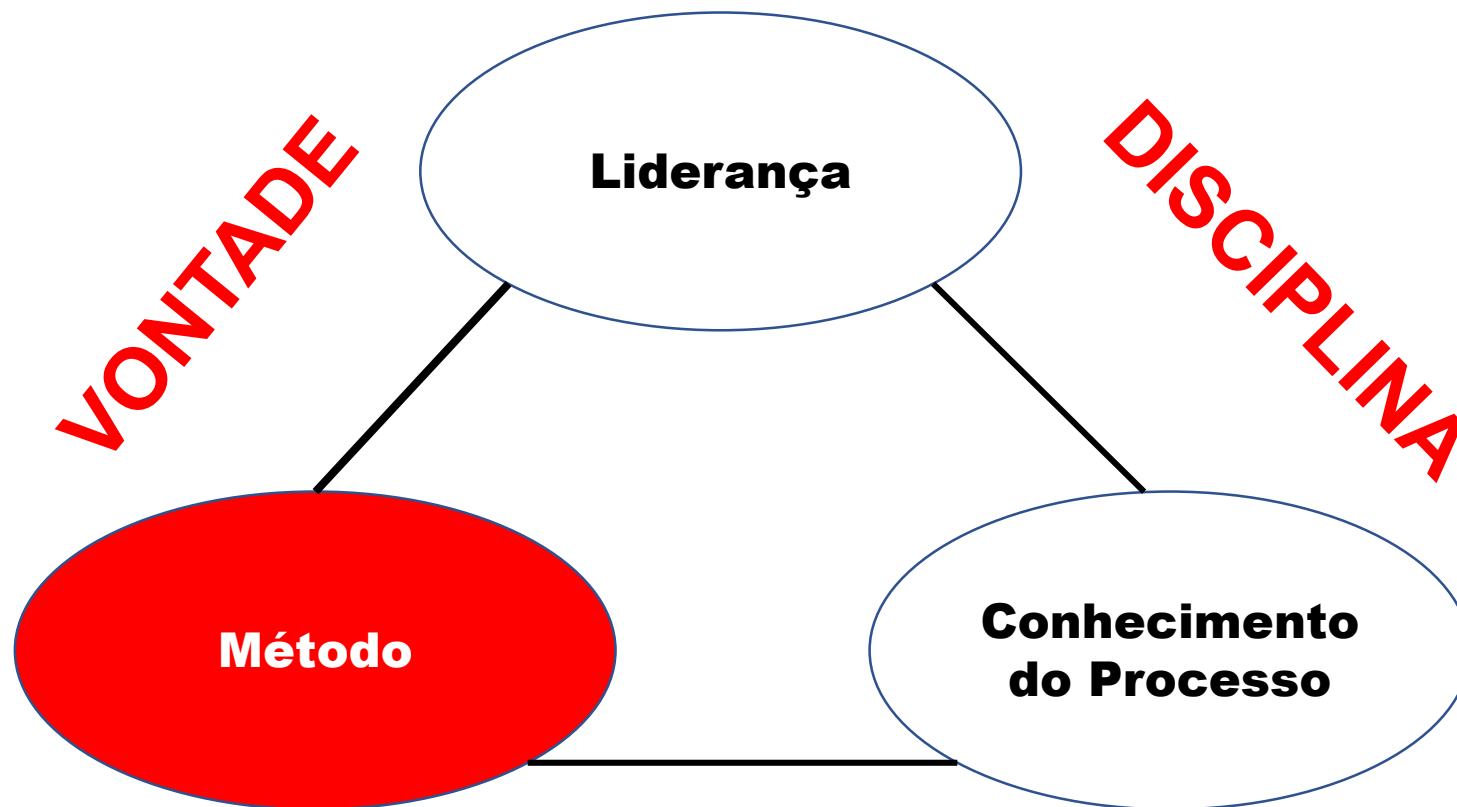 Liderança
VONTADE
DISCIPLINA
Método
Conhecimento
do Processo